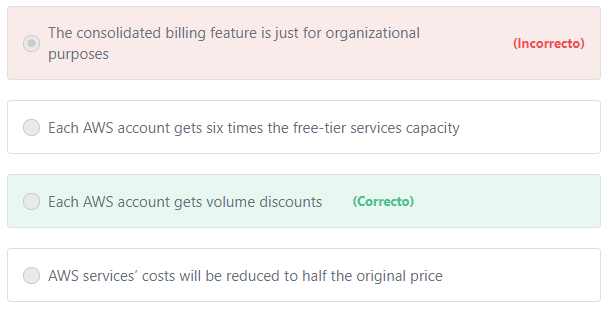 The consolidated billing feature is just for organizational
purposes
(Incorrecto)
Each AWS account gets six times the free-tier services capacity
Each AWS account gets volume discounts (Correcto)
AWS services’ costs will be reduced to half the original price